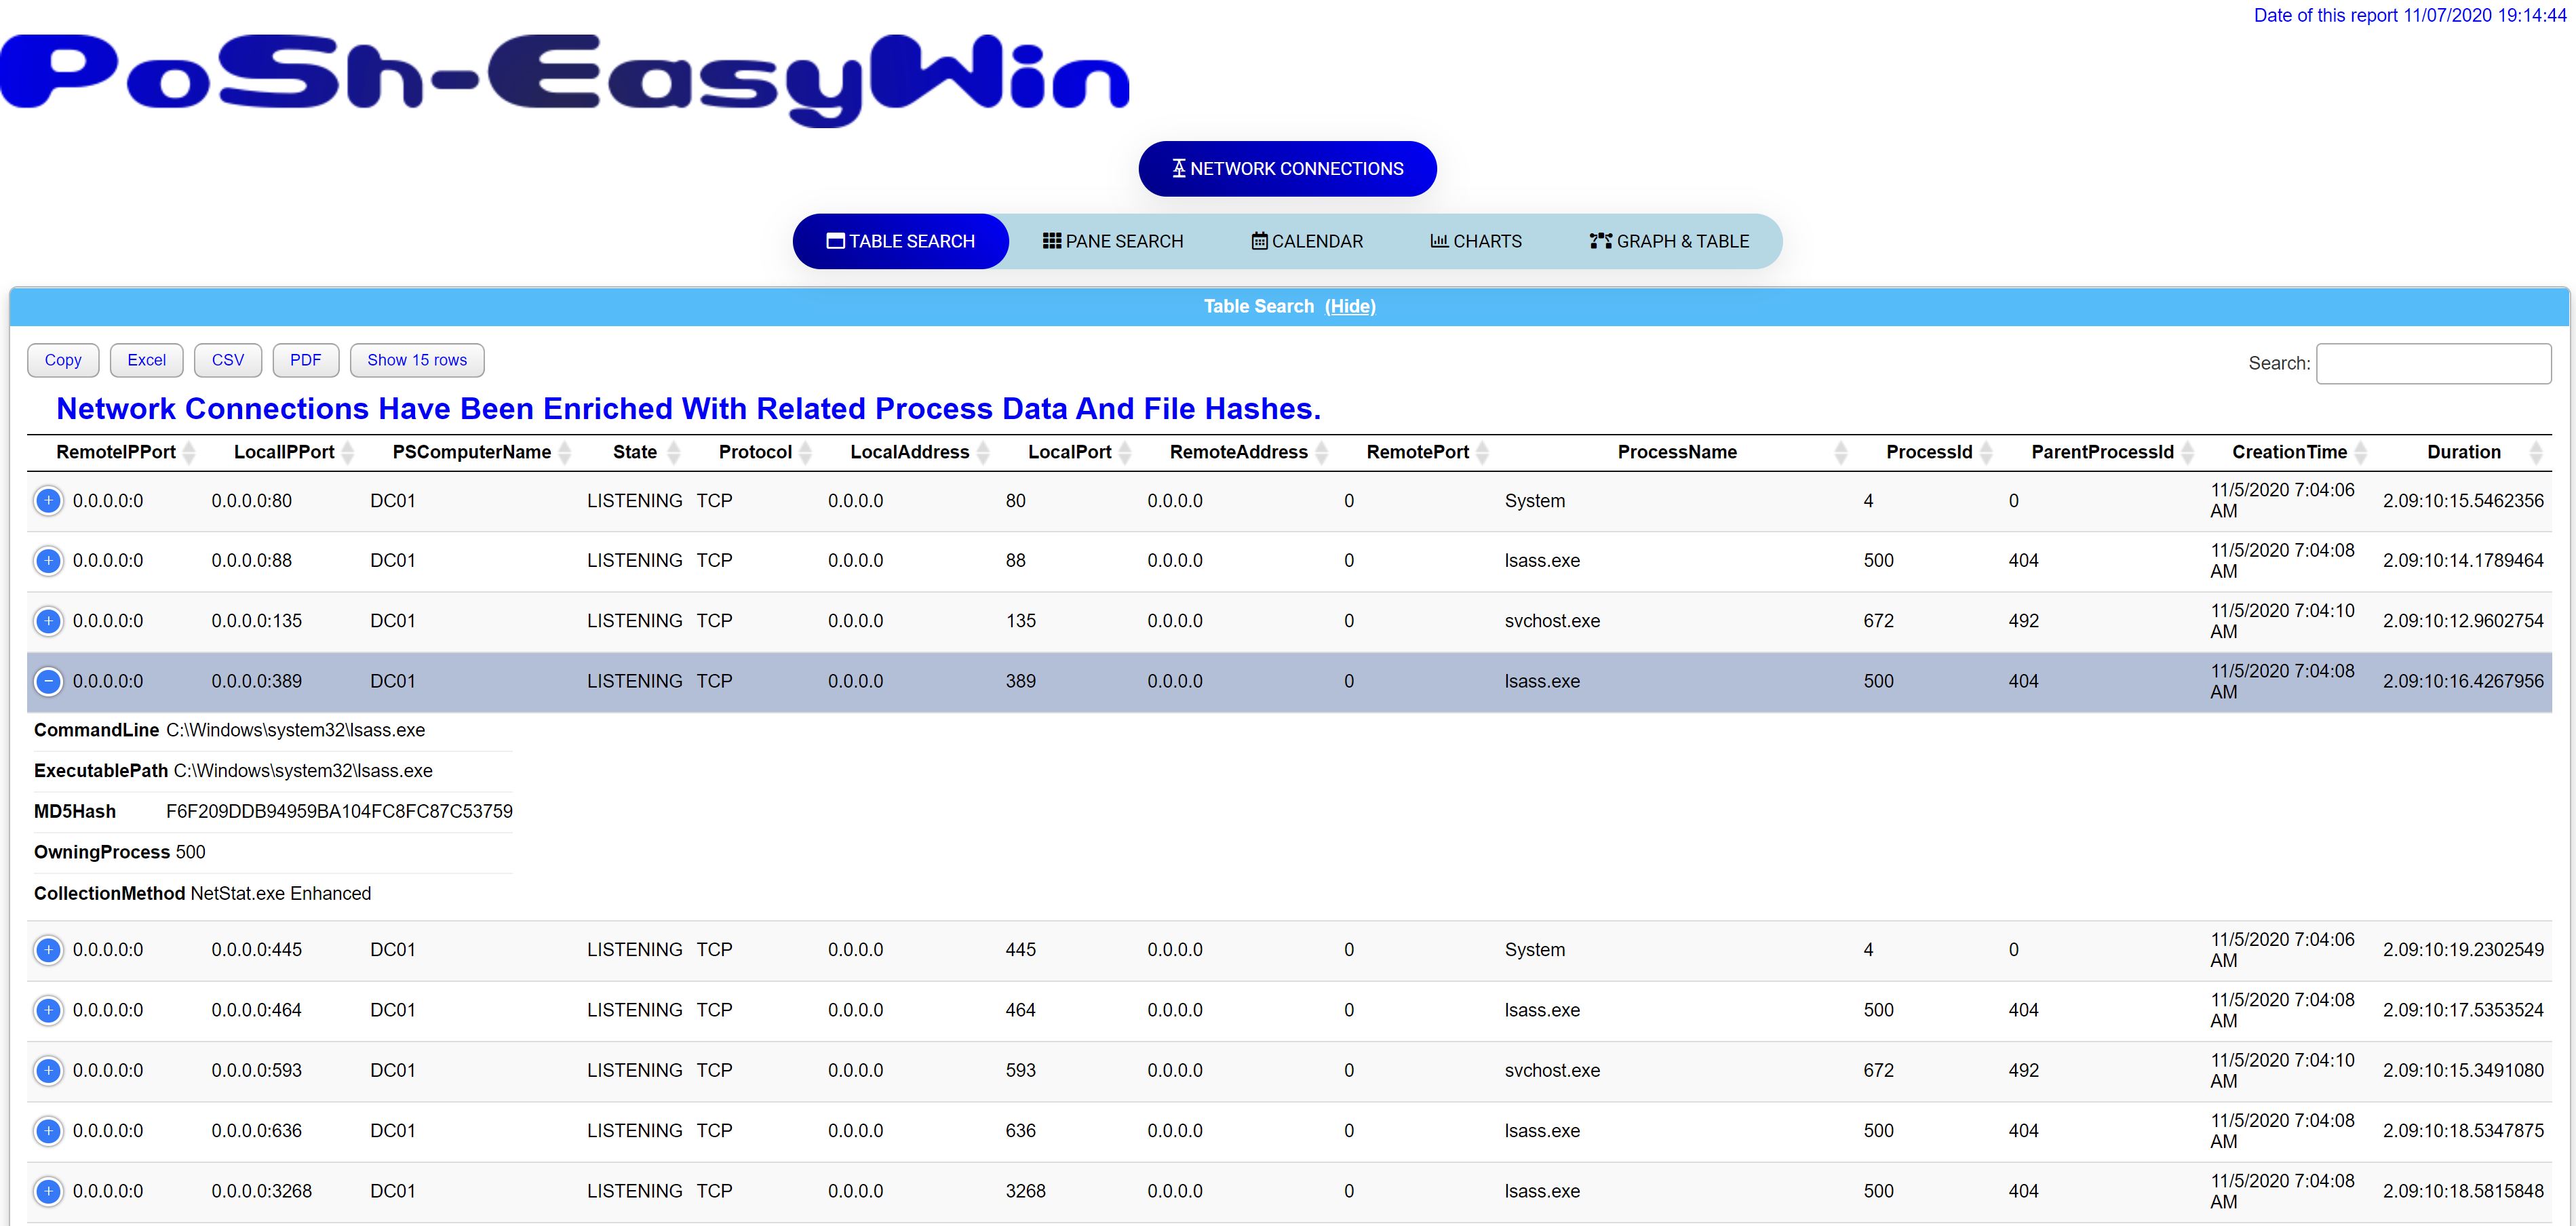 Date of this report 11/07/2020 19:14:44
PoSh-EasyWin
NETWORK CONNECTIONS
TABLE SEARCH PANE SEARCH CALENDAR CHARTS GRAPH & TABLE
Table Search (Hide)
Copy Excel CSV PDF Show 15 rows Search:
Network Connections Have Been Enriched With Related Process Data And File Hashes.
RemoteIPPort LocalIPPort PSComputerName State Protocol LocalAddress LocalPort RemoteAddress RemotePort ProcessName ProcessId ParentProcessId CreationTime Duration
0.0.0.0:0 0.0.0.0:80 DC01 LISTENING TCP 0.0.0.0 80 0.0.0.0 0 System 4 0 11/5/2020 7:04:06 AM 2.09:10:15.5462356
0.0.0.0:0 0.0.0.0:88 DC01 LISTENING TCP 0.0.0.0 88 0.0.0.0 0 lsass.exe 500 404 11/5/2020 7:04:08 AM 2.09:10:14.1789464
0.0.0.0:0 0.0.0.0:135 DC01 LISTENING TCP 0.0.0.0 135 0.0.0.0 0 svchost.exe 672 492 11/5/2020 7:04:10 AM 2.09:10:12.9602754
0.0.0.0:0 0.0.0.0:389 DC01 LISTENING TCP 0.0.0.0 389 0.0.0.0 0 lsass.exe 500 404 11/5/2020 7:04:08 AM 2.09:10:16.4267956
CommandLine C:\Windows\system32\lsass.exe
ExecutablePath C:\Windows\system32\lsass.exe
MD5Hash F6F209DDB94959BA104FC8FC87C53759
OwningProcess 500
CollectionMethod NetStat.exe Enhanced
0.0.0.0:0 0.0.0.0:445 DC01 LISTENING TCP 0.0.0.0 445 0.0.0.0 0 System 4 0 11/5/2020 7:04:06 AM 2.09:10:19.2302549
0.0.0.0:0 0.0.0.0:464 DC01 LISTENING TCP 0.0.0.0 464 0.0.0.0 0 lsass.exe 500 404 11/5/2020 7:04:08 AM 2.09:10:17.5353524
0.0.0.0:0 0.0.0.0:593 DC01 LISTENING TCP 0.0.0.0 593 0.0.0.0 0 svchost.exe 672 492 11/5/2020 7:04:10 AM 2.09:10:15.3491080
0.0.0.0:0 0.0.0.0:636 DC01 LISTENING TCP 0.0.0.0 636 0.0.0.0 0 lsass.exe 500 404 11/5/2020 7:04:08 AM 2.09:10:18.5347875
0.0.0.0:0 0.0.0.0:3268 DC01 LISTENING TCP 0.0.0.0 3268 0.0.0.0 0 lsass.exe 500 404 11/5/2020 7:04:08 AM 2.09:10:18.5815848